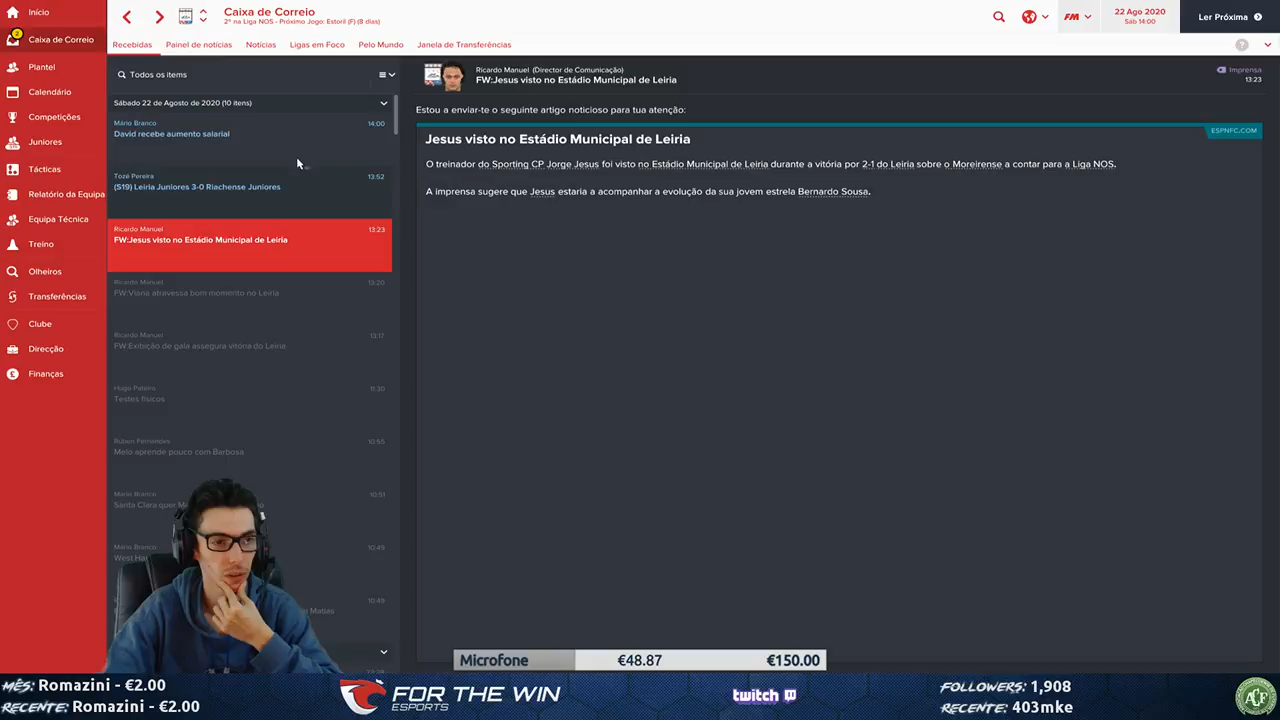 Início
Caixa de Correio
2
Plantel
Calendário
Competições
Juniores
Tácticas
Relatório da Equipa
Equipa Técnica
Treino
Olheiros
Transferências
Clube
Direcção
Finanças
Caixa de Correio
2º na Liga NOS - Próximo Jogo: Estoril (F) (8 dias)
FM
22 Ago 2020
Sáb 14:00
Ler Próxima
Recebidas
Painel de notícias
Notícias
Ligas em Foco
Pelo Mundo
Janela de Transferências
?
Todos os items
Sábado 22 de Agosto de 2020 (10 itens)
Mário Branco
14:00
David recebe aumento salarial
Tozé Pereira
13:52
(S19) Leiria Juniores 3-0 Riachense Juniores
Ricardo Manuel
13:23
FW:Jesus visto no Estádio Municipal de Leiria
Ricardo Manuel
13:20
FW:Viane atravessa bom momento no Leiria
Ricardo Manuel
13:17
FW:Exibição de gala assegura vitória do Leiria
Hugo
11:30
Testes físicos
Rúben Fernandes
10:55
Melo aprende pouco com Barbosa
Mário Branco
10:51
Santa Clara quer
Mário Branco
10:49
West Ha
10:49
Matias
Ricardo Manuel (Director de Comunicação)
FW:Jesus visto no Estádio Municipal de Leiria
Imprensa
13:23
Estou a enviar-te o seguinte artigo noticioso para tua atenção:
ESPNFC.COM
Jesus visto no Estádio Municipal de Leiria
O treinador do Sporting CP Jorge Jesus foi visto no Estádio Municipal de Leiria durante a vitória por 2-1 do Leiria sobre o Moreirense a contar para a Liga NOS.
A imprensa sugere que Jesus estaria a acompanhar a evolução da sua jovem estrela Bernardo Sousa.
Microfone
€48.87
€150.00
MÊS: Romazini - €2.00
RECENTE: Romazini - €2.00
FOR THE WIN
ESPORTS
twitch
FOLLOWERS: 1,908
RECENTE: 403mke
ACF